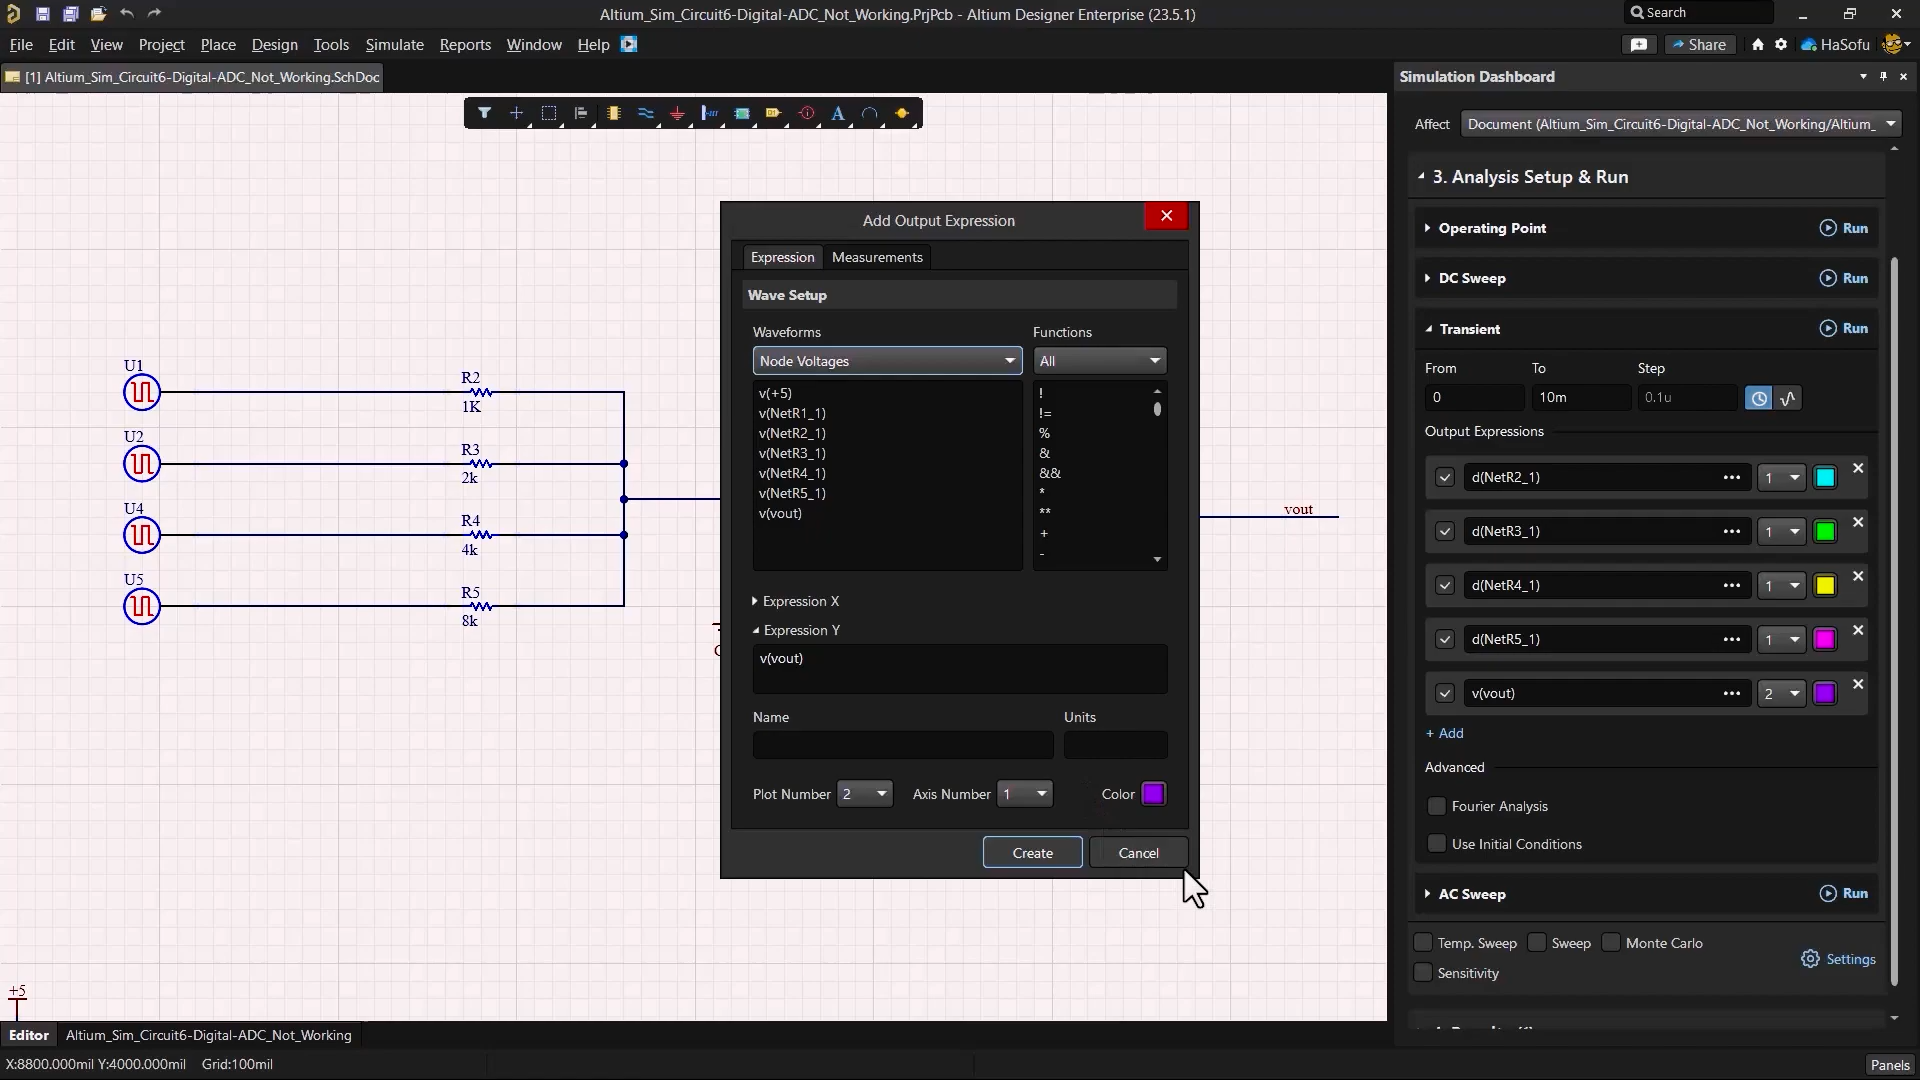 Altium_Sim_Circuit6-Digital-ADC_Not_Working.PrjPcb - Altium Designer Enterprise (23.5.1)
Search
File Edit View Project Place Design Tools Simulate Reports Window Help
Share
HaSofu
[1] Altium_Sim_Circuit6-Digital-ADC_Not_Working.SchDoc
Simulation Dashboard
Affect
Document (Altium_Sim_Circuit6-Digital-ADC_Not_Working/Altium_
3. Analysis Setup & Run
Operating Point
Run
DC Sweep
Run
Transient
Run
From
To
Step
0
10m
0.1u
Output Expressions
d(NetR2_1)
1
d(NetR3_1)
1
d(NetR4_1)
1
d(NetR5_1)
1
v(vout)
2
+ Add
Advanced
Fourier Analysis
Use Initial Conditions
AC Sweep
Run
Temp. Sweep
Sweep
Monte Carlo
Sensitivity
Settings
Add Output Expression
Expression
Measurements
Wave Setup
Waveforms
Functions
Node Voltages
All
v(+5)
v(NetR1_1)
v(NetR2_1)
v(NetR3_1)
v(NetR4_1)
v(NetR5_1)
v(vout)
!
!=
%
&
&&
*
**
+
-
Expression X
Expression Y
v(vout)
Name
Units
Plot Number
2
Axis Number
1
Color
Create
Cancel
U1
R2
1K
U2
R3
2k
U4
R4
4k
U5
R5
8k
vout
+5
Editor
Altium_Sim_Circuit6-Digital-ADC_Not_Working
X:8800.000mil Y:4000.000mil
Grid:100mil
Panels